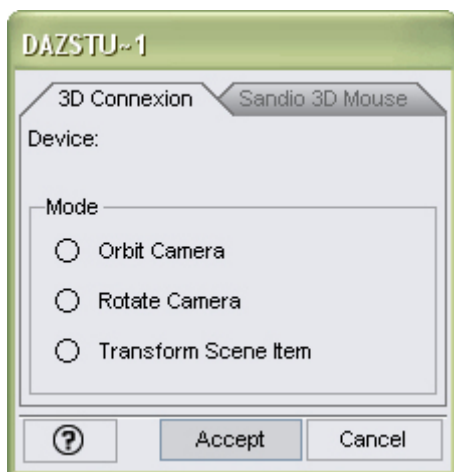 DAZSTU~1
3D Connexion Sandio 3D Mouse
Device:
Mode
Orbit Camera
Rotate Camera
Transform Scene Item
? Accept Cancel